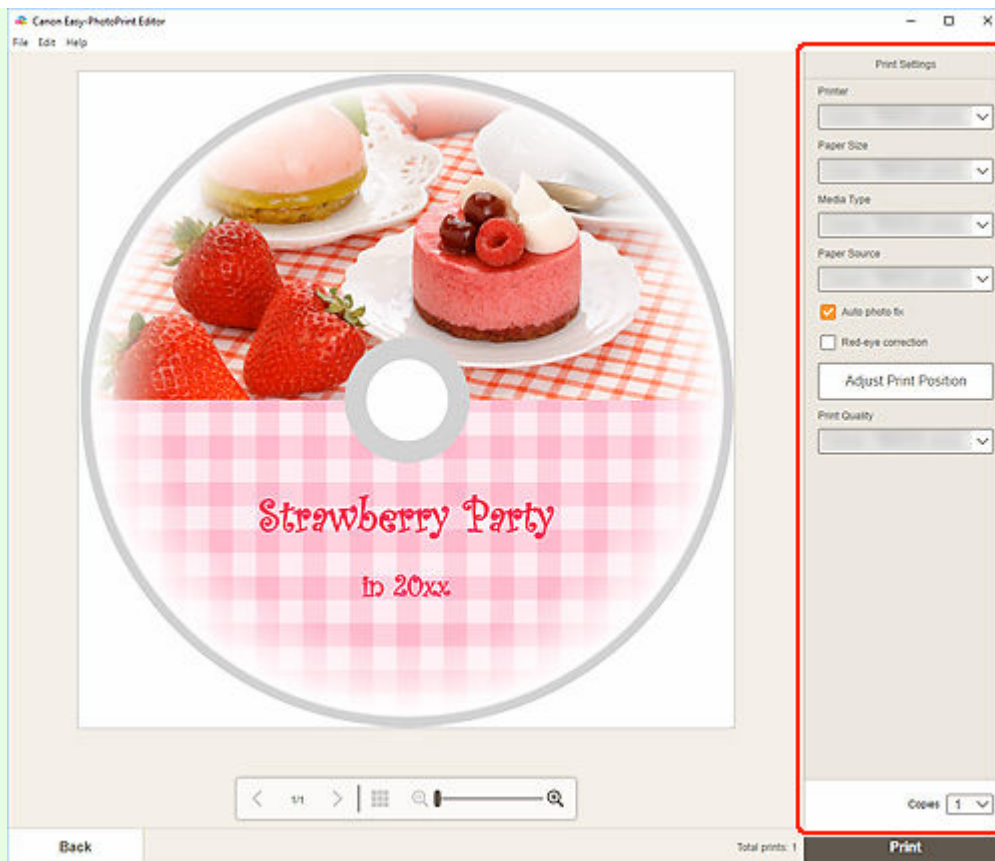 Canon Easy-PhotoPrint Editor
File Edit Help
Print Settings
Printer
Paper Size
Media Type
Paper Source
Auto photo fix
Red-eye correction
Adjust Print Position
Print Quality
Strawberry Party
in 20xx
1/1
Copies 1
Back
Total prints: 1
Print